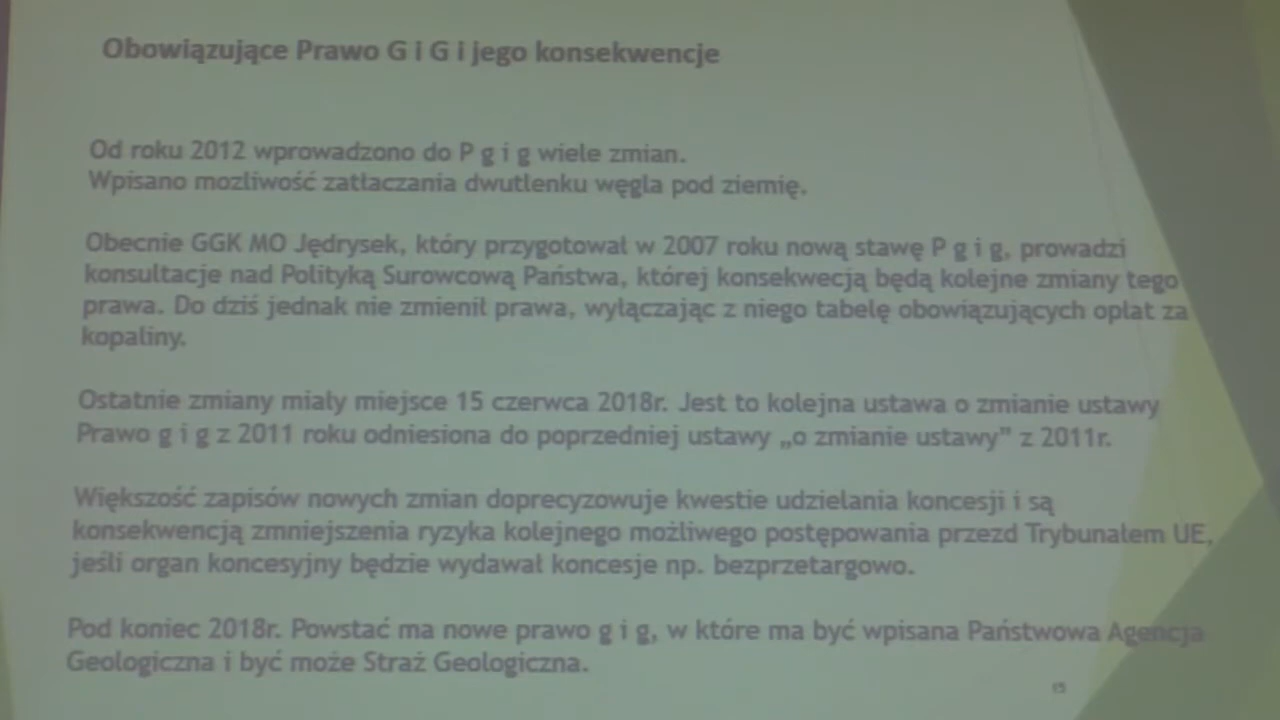 Obowiązujące Prawo G i G i jego konsekwencje
Od roku 2012 wprowadzono do P g i g wiele zmian.
Wpisano mozliwość zatłaczania dwutlenku węgla pod ziemię.
Obecnie GGK MO Jędrysek, który przygotował w 2007 roku nową stawę P g i g, prowadzi
konsultacje nad Polityką Surowcową Państwa, której konsekwecją będą kolejne zmiany tego
prawa. Do dziś jednak nie zmienił prawa, wyłączając z niego tabelę obowiązujących opłat za
kopaliny.
Ostatnie zmiany miały miejsce 15 czerwca 2018r. Jest to kolejna ustawa o zmianie ustawy
Prawo g i g z 2011 roku odniesiona do poprzedniej ustawy „o zmianie ustawy” z 2011r.
Większość zapisów nowych zmian doprecyzowuje kwestie udzielania koncesji i są
konsekwencją zmniejszenia ryzyka kolejnego możliwego postępowania przezd Trybunałem UE,
jeśli organ koncesyjny będzie wydawał koncesje np. bezprzetargowo.
Pod koniec 2018r. Powstać ma nowe prawo g i g, w które ma być wpisana Państwowa Agencja
Geologiczna i być może Straż Geologiczna.
15